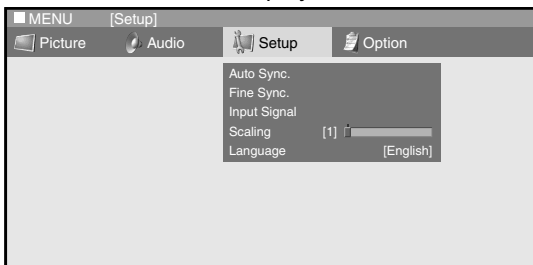 MENU [Setup]
Picture Audio Setup Option
Auto Sync.
Fine Sync.
Input Signal
Scaling [1]
Language [English]